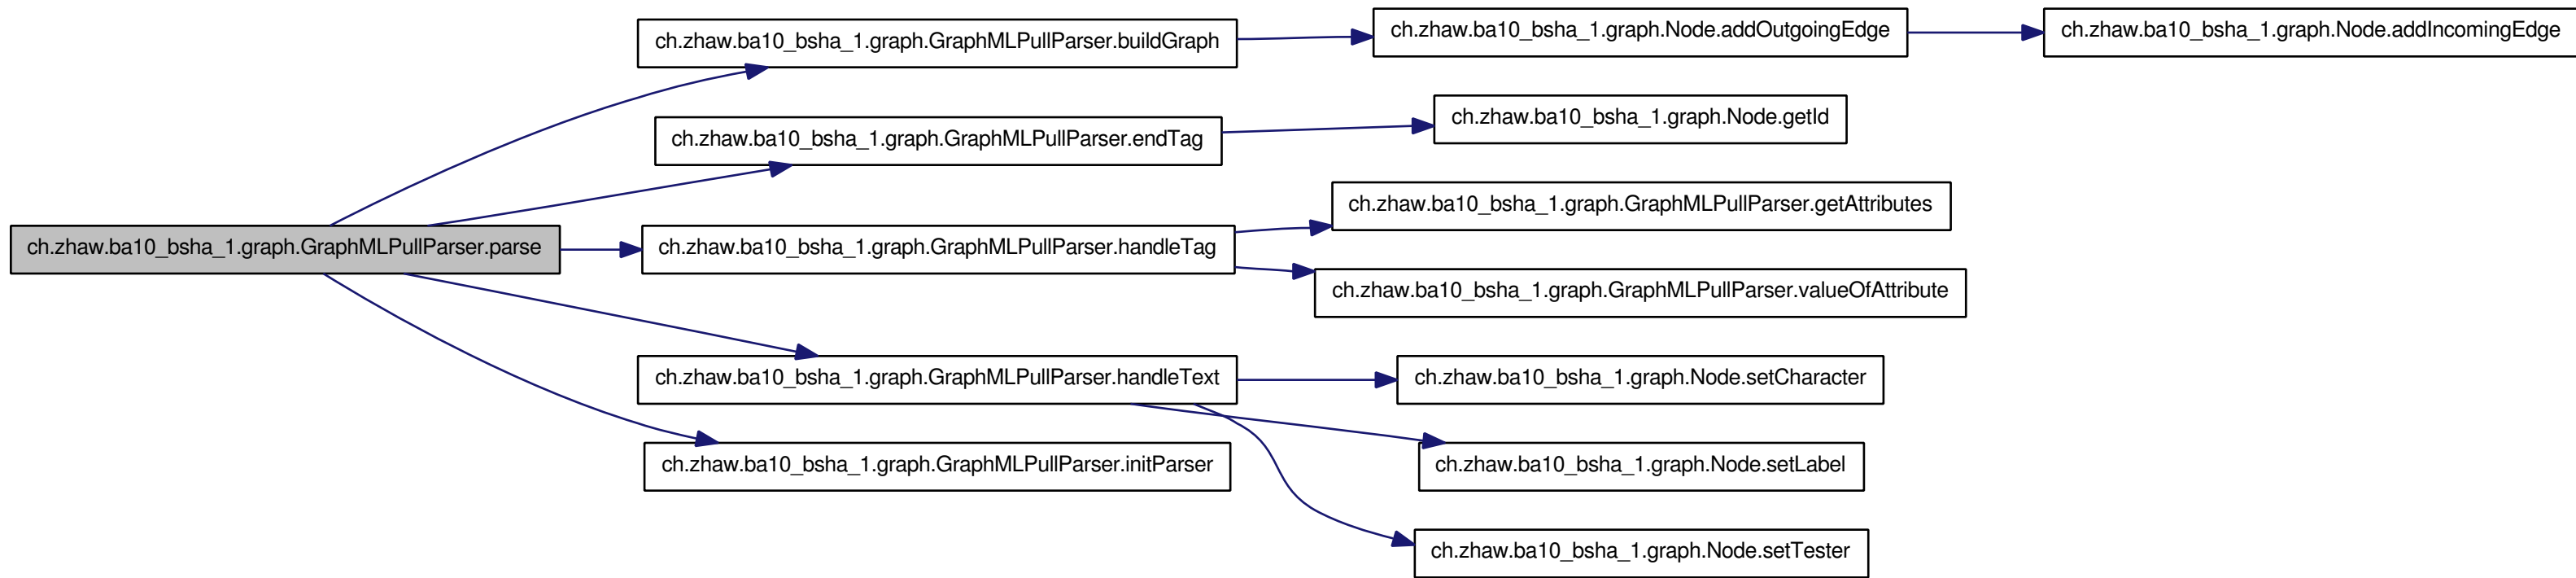 ch.zhaw.ba10_bsha_1.graph.GraphMLPullParser.parse
ch.zhaw.ba10_bsha_1.graph.GraphMLPullParser.buildGraph
ch.zhaw.ba10_bsha_1.graph.Node.addOutgoingEdge
ch.zhaw.ba10_bsha_1.graph.Node.addIncomingEdge
ch.zhaw.ba10_bsha_1.graph.GraphMLPullParser.endTag
ch.zhaw.ba10_bsha_1.graph.Node.getId
ch.zhaw.ba10_bsha_1.graph.GraphMLPullParser.handleTag
ch.zhaw.ba10_bsha_1.graph.GraphMLPullParser.getAttributes
ch.zhaw.ba10_bsha_1.graph.GraphMLPullParser.valueOfAttribute
ch.zhaw.ba10_bsha_1.graph.GraphMLPullParser.handleText
ch.zhaw.ba10_bsha_1.graph.Node.setCharacter
ch.zhaw.ba10_bsha_1.graph.Node.setLabel
ch.zhaw.ba10_bsha_1.graph.Node.setTester
ch.zhaw.ba10_bsha_1.graph.GraphMLPullParser.initParser